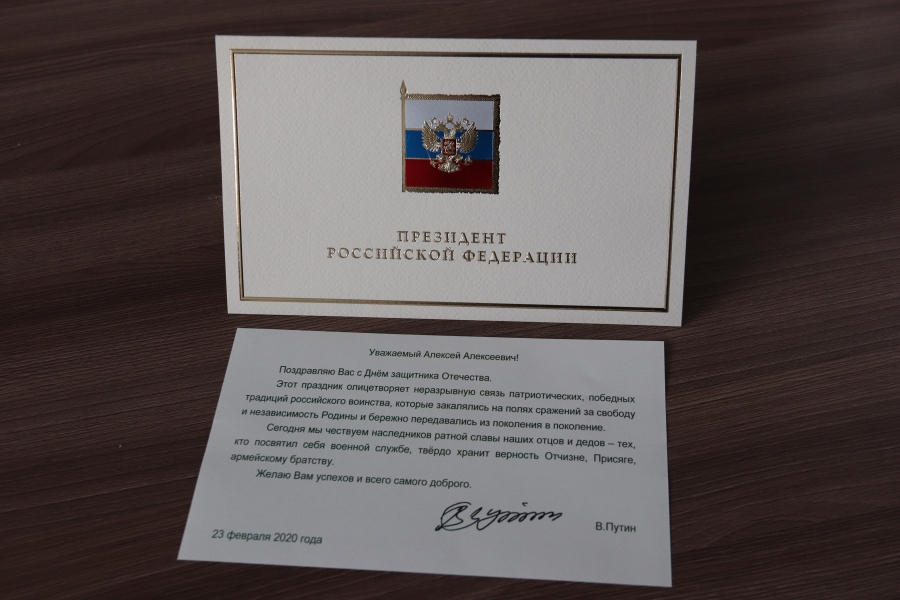 ПРЕЗИДЕНТ
РОССИЙСКОЙ ФЕДЕРАЦИИ
Уважаемый Алексей Алексеевич!
Поздравляю Вас с Днём защитника Отечества.
Этот праздник олицетворяет неразрывную связь патриотических, победных
традиций российского воинства, которые закалялись на полях сражений за свободу
и независимость Родины и бережно передавались из поколения в поколение.
Сегодня мы чествуем наследников ратной славы наших отцов и дедов – тех,
кто посвятил себя военной службе, твёрдо хранит верность Отчизне, Присяге,
армейскому братству.
Желаю Вам успехов и всего самого доброго.
В.Путин
23 февраля 2020 года